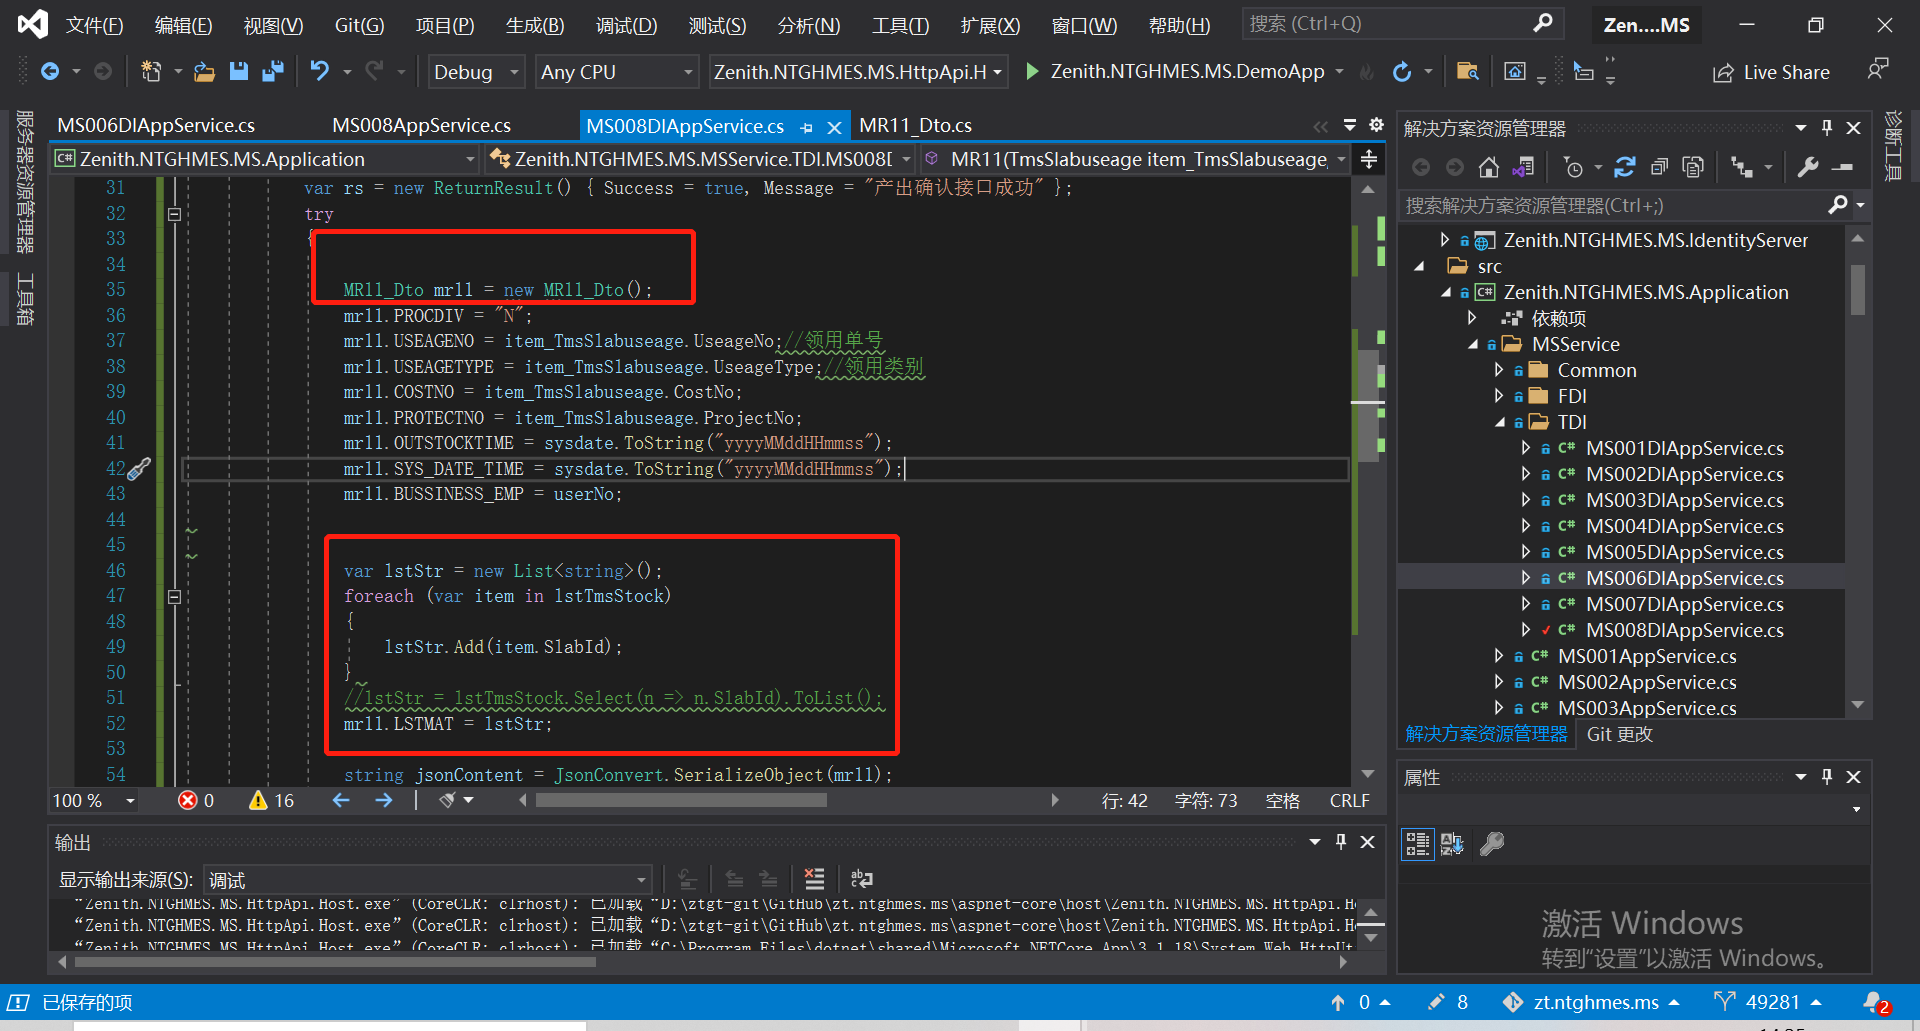 文件(F) 编辑(E) 视图(V) Git(G) 项目(P) 生成(B) 调试(D) 测试(S) 分析(N) 工具(T) 扩展(X) 窗口(W) 帮助(H) 搜索 (Ctrl+Q) Zen....MS
Debug Any CPU Zenith.NTGHMES.MS.HttpApi.H Zenith.NTGHMES.MS.DemoApp Live Share
服务器资源管理器
工具箱
MS006DIAppService.cs MS008AppService.cs MS008DIAppService.cs MR11_Dto.cs
C# Zenith.NTGHMES.MS.Application Zenith.NTGHMES.MS.MSService.TDI.MS008D MR11(TmsSlabuseage item_TmsSlabuseage,
31 var rs = new ReturnResult() { Success = true, Message = "产出确认接口成功" };
32 try
33 {
34
35 MR11_Dto mr11 = new MR11_Dto();
36 mr11.PROCDIV = "N";
37 mr11.USEAGENO = item_TmsSlabuseage.UseageNo;//领用单号
38 mr11.USEAGETYPE = item_TmsSlabuseage.UseageType;//领用类别
39 mr11.COSTNO = item_TmsSlabuseage.CostNo;
40 mr11.PROTECTNO = item_TmsSlabuseage.ProjectNo;
41 mr11.OUTSTOCKTIME = sysdate.ToString("yyyyMMddHHmmss");
42 mr11.SYS_DATE_TIME = sysdate.ToString("yyyyMMddHHmmss");
43 mr11.BUSSINESS_EMP = userNo;
44
45
46 var lstStr = new List<string>();
47 foreach (var item in lstTmsStock)
48 {
49 lstStr.Add(item.SlabId);
50 }
51 //lstStr = lstTmsStock.Select(n => n.SlabId).ToList();
52 mr11.LSTMAT = lstStr;
53
54 string jsonContent = JsonConvert.SerializeObject(mr11);
100 % 0 16 行: 42 字符: 73 空格 CRLF
输出
显示输出来源(S): 调试
“Zenith.NTGHMES.MS.HttpApi.Host.exe” (CoreCLR: clrhost): 已加载 “D:\ztgt-git\GitHub\zt.ntghmes.ms\aspnet-core\host\Zenith.NTGHMES.MS.HttpApi.Ho
“Zenith.NTGHMES.MS.HttpApi.Host.exe” (CoreCLR: clrhost): 已加载 “D:\ztgt-git\GitHub\zt.ntghmes.ms\aspnet-core\host\Zenith.NTGHMES.MS.HttpApi.Ho
“Zenith.NTGHMES.MS.HttpApi.Host.exe” (CoreCLR: clrhost): 已加载 “C:\Program Files\dotnet\shared\Microsoft.NETCore.App\3.1.18\System.Web.HttpUt
解决方案资源管理器
搜索解决方案资源管理器(Ctrl+;)
Zenith.NTGHMES.MS.IdentityServer
src
C# Zenith.NTGHMES.MS.Application
依赖项
MSService
Common
FDI
TDI
C# MS001DIAppService.cs
C# MS002DIAppService.cs
C# MS003DIAppService.cs
C# MS004DIAppService.cs
C# MS005DIAppService.cs
C# MS006DIAppService.cs
C# MS007DIAppService.cs
C# MS008DIAppService.cs
C# MS001AppService.cs
C# MS002AppService.cs
C# MS003AppService.cs
解决方案资源管理器 Git 更改
属性
诊断工具
激活 Windows
转到“设置”以激活 Windows。
已保存的项 0 8 zt.ntghmes.ms 49281 2